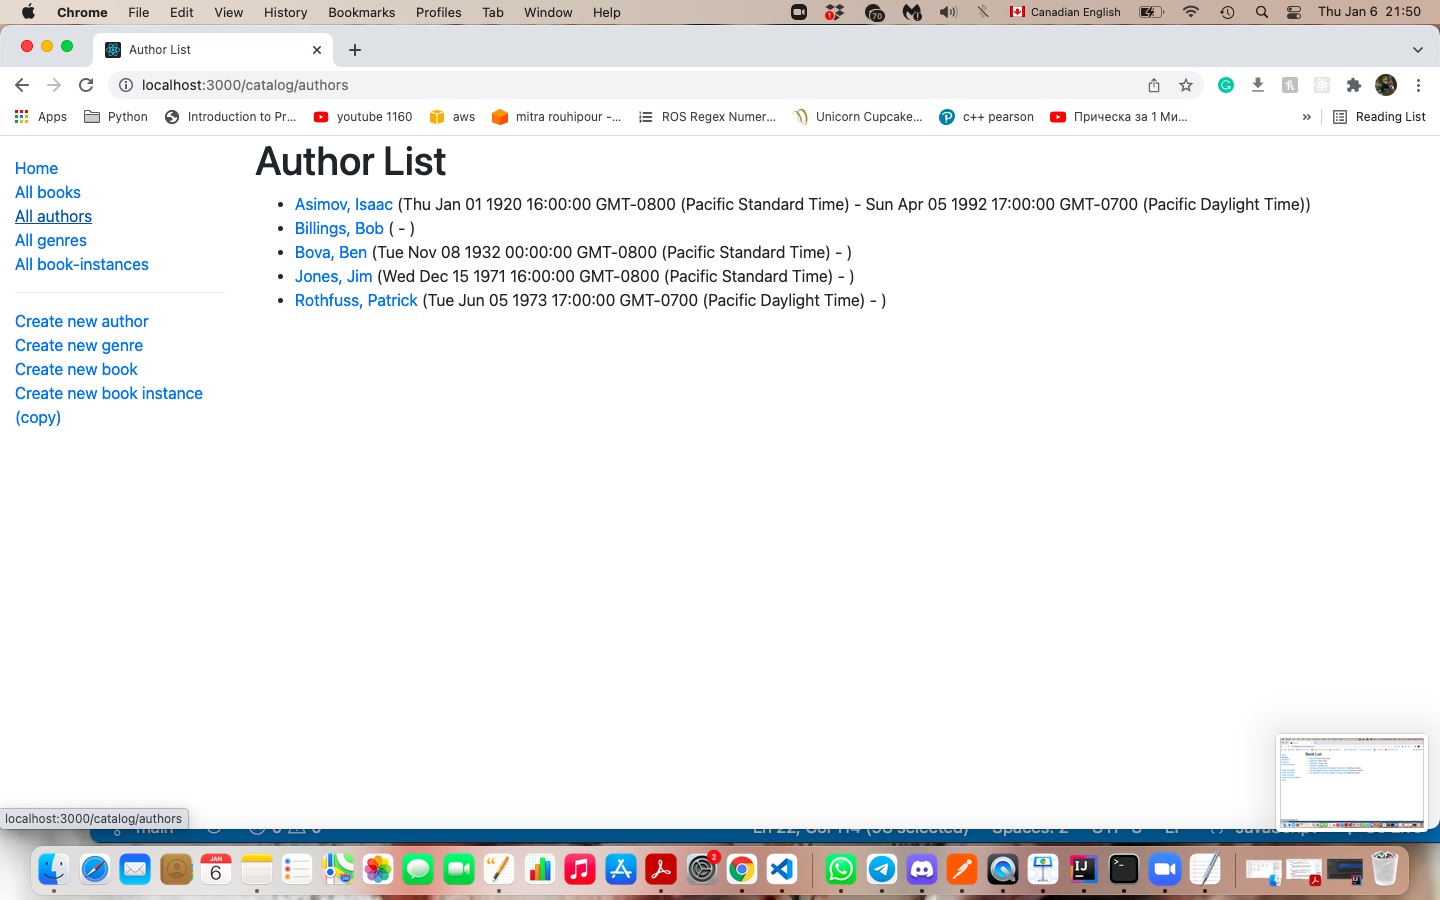 Chrome File Edit View History Bookmarks Profiles Tab Window Help 1 70 Canadian English Thu Jan 6 21:50
Author List
localhost:3000/catalog/authors
Apps Python Introduction to Pr... youtube 1160 aws mitra rouhipour -... ROS Regex Numer... Unicorn Cupcake... c++ pearson Прическа за 1 Ми... » Reading List
Home
All books
All authors
All genres
All book-instances
Create new author
Create new genre
Create new book
Create new book instance
(copy)
Author List
• Asimov, Isaac (Thu Jan 01 1920 16:00:00 GMT-0800 (Pacific Standard Time) - Sun Apr 05 1992 17:00:00 GMT-0700 (Pacific Daylight Time))
• Billings, Bob ( - )
• Bova, Ben (Tue Nov 08 1932 00:00:00 GMT-0800 (Pacific Standard Time) - )
• Jones, Jim (Wed Dec 15 1971 16:00:00 GMT-0800 (Pacific Standard Time) - )
• Rothfuss, Patrick (Tue Jun 05 1973 17:00:00 GMT-0700 (Pacific Daylight Time) - )
Book List
localhost:3000/catalog/authors
main
JAN
6
2
IJ